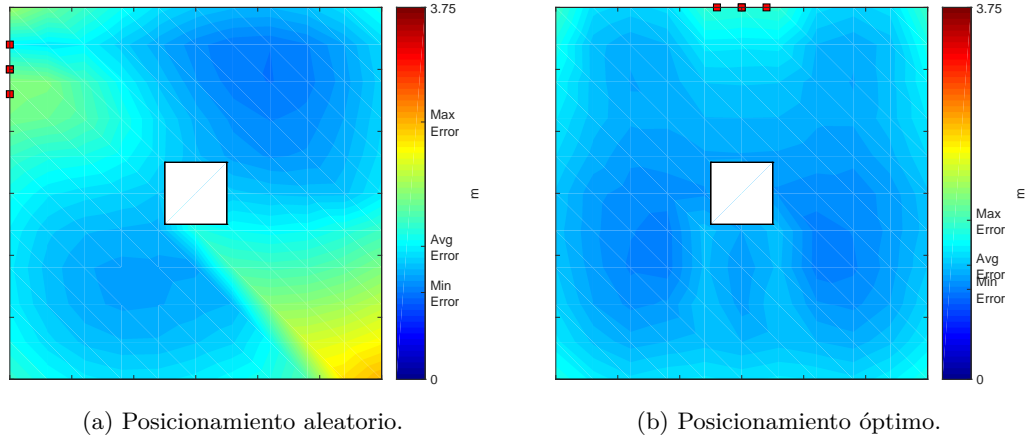 3.75
Max
Error
Avg
Error
Min
Error
0
m
3.75
Max
Error
Avg
Error
Min
Error
0
m
(a) Posicionamiento aleatorio.
(b) Posicionamiento óptimo.